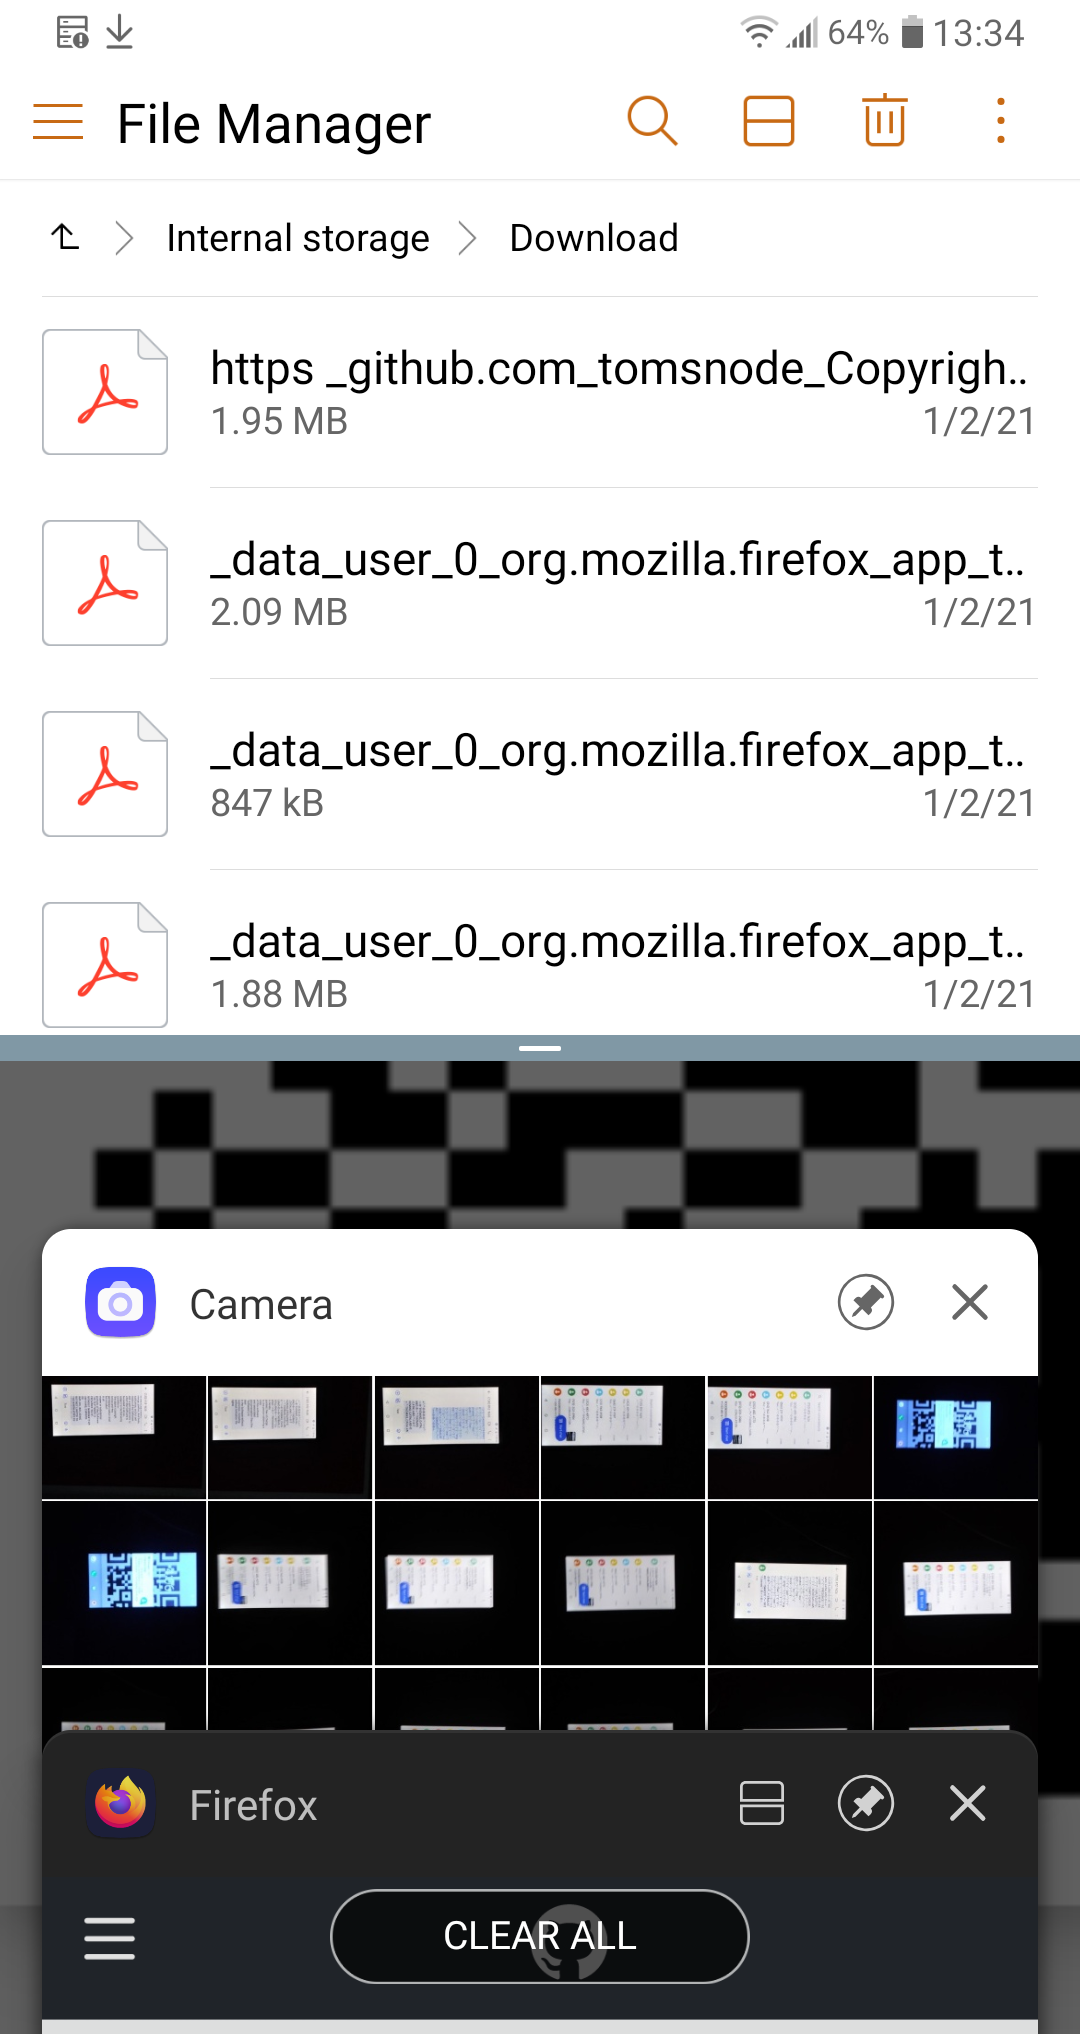 64% 13:34
File Manager
Internal storage Download
https _github.com_tomsnode_Copyrigh..
1.95 MB 1/2/21
_data_user_0_org.mozilla.firefox_app_t..
2.09 MB 1/2/21
_data_user_0_org.mozilla.firefox_app_t..
847 kB 1/2/21
_data_user_0_org.mozilla.firefox_app_t..
1.88 MB 1/2/21
Camera
Firefox
CLEAR ALL